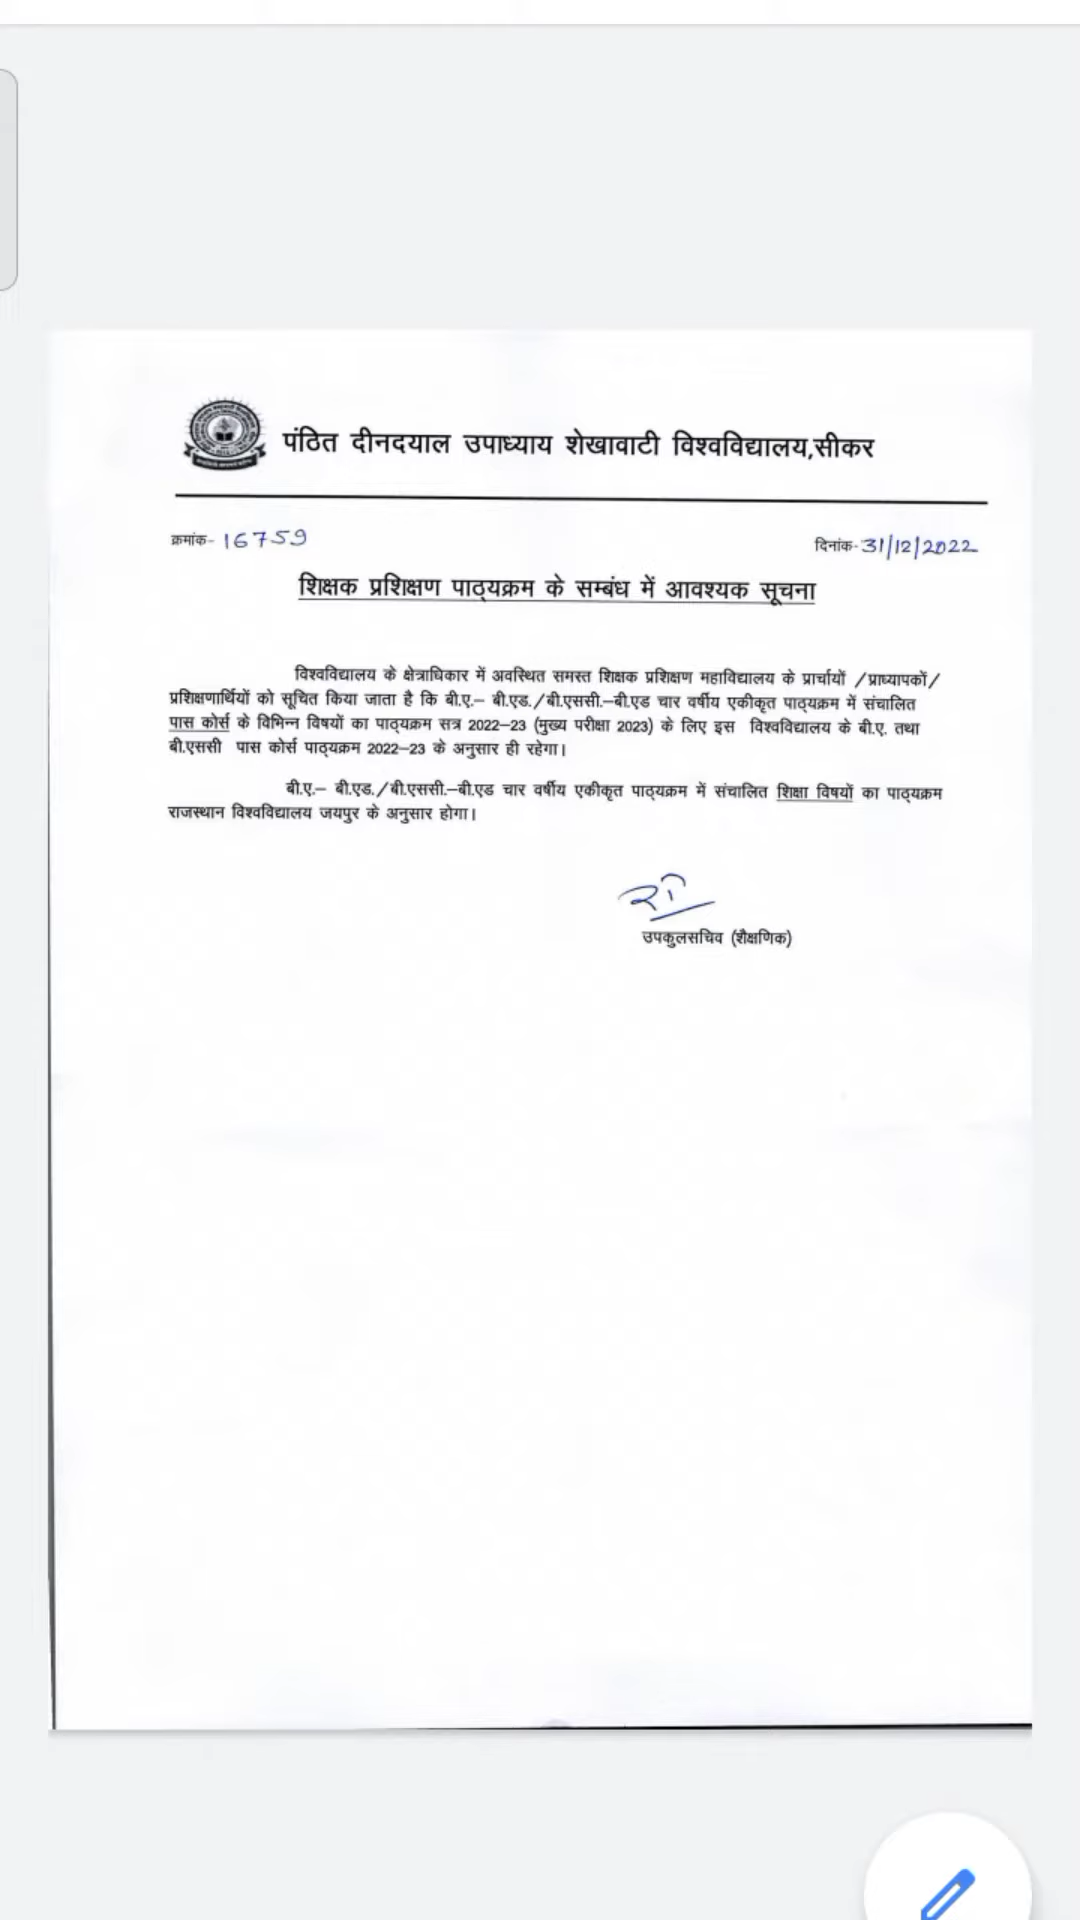 पंठित दीनदयाल उपाध्याय शेखावाटी विश्वविद्यालय,सीकर
क्रमांक- 16759
दिनांक- 31/12/2022
शिक्षक प्रशिक्षण पाठ्यक्रम के सम्बंध में आवश्यक सूचना
विश्वविद्यालय के क्षेत्राधिकार में अवस्थित समस्त शिक्षक प्रशिक्षण महाविद्यालय के प्रार्चायों /प्राध्यापकों/
प्रशिक्षणार्थियों को सूचित किया जाता है कि बी.ए.– बी.एड./बी.एससी.–बी.एड चार वर्षीय एकीकृत पाठ्यक्रम में संचालित
पास कोर्स के विभिन्न विषयों का पाठ्यक्रम सत्र 2022–23 (मुख्य परीक्षा 2023) के लिए इस विश्वविद्यालय के बी.ए. तथा
बी.एससी पास कोर्स पाठ्यक्रम 2022–23 के अनुसार ही रहेगा।
बी.ए.– बी.एड./बी.एससी.–बी.एड चार वर्षीय एकीकृत पाठ्यक्रम में संचालित शिक्षा विषयों का पाठ्यक्रम
राजस्थान विश्वविद्यालय जयपुर के अनुसार होगा।
उपकुलसचिव (शैक्षणिक)